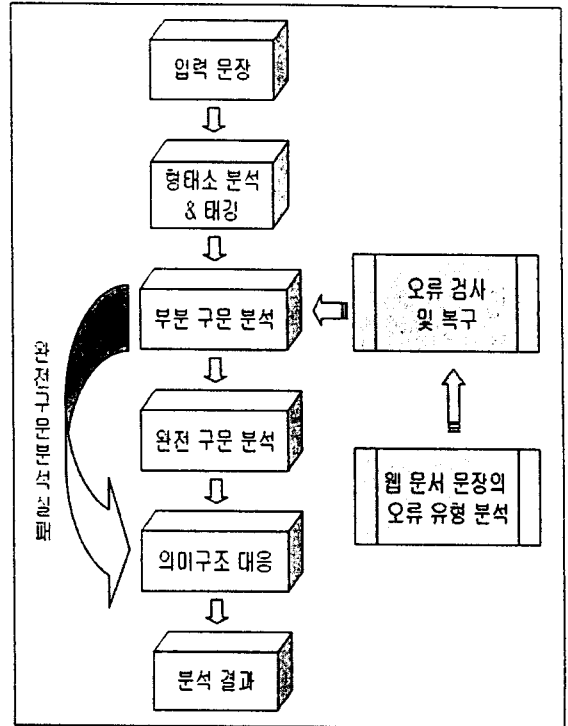 입력 문장
형태소 분석
& 태깅
부분 구문 분석
오류 검사
및 복구
완전구문분석실패
완전 구문 분석
웹 문서 문장의
오류 유형 분석
의미구조 대응
분석 결과